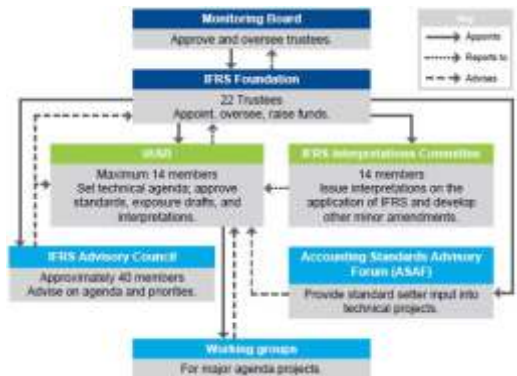 Monitoring Board
Approve and oversee trustees.
Key
Appoints
Reports to
Advises
IFRS Foundation
22 Trustees
Appoint, oversee, raise funds.
IASB
Maximum 14 members
Set technical agenda; approve
standards, exposure drafts, and
interpretations.
IFRS Interpretations Committee
14 members
Issue interpretations on the
application of IFRS and develop
other minor amendments.
IFRS Advisory Council
Approximately 40 members
Advise on agenda and priorities.
Accounting Standards Advisory
Forum (ASAF)
Provide standard setter input into
technical projects.
Working groups
For major agenda projects.